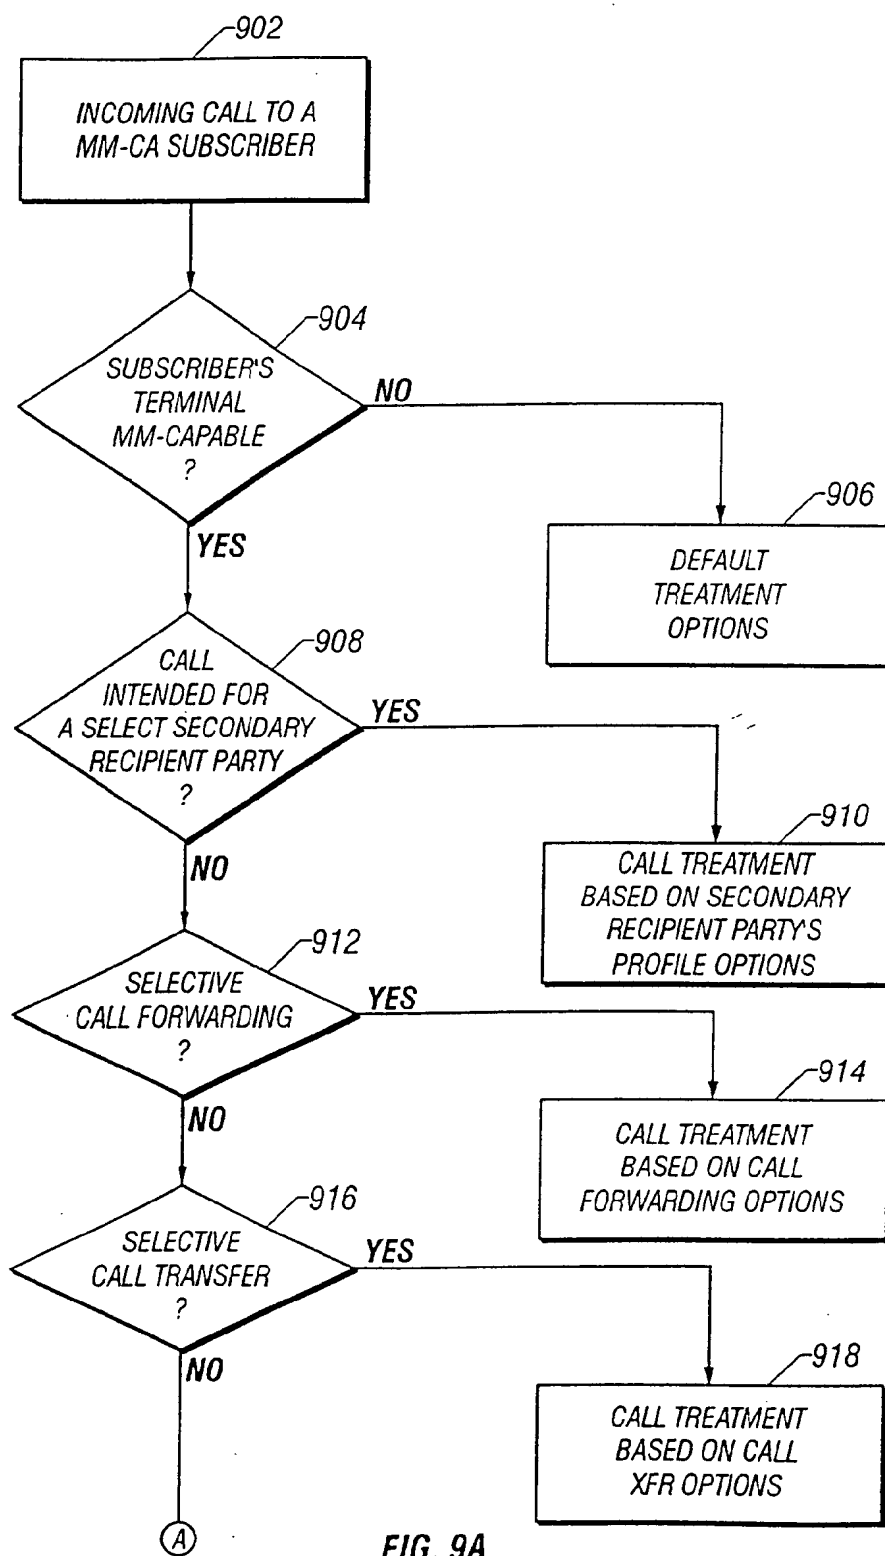 902
INCOMING CALL TO A
MM-CA SUBSCRIBER
904
SUBSCRIBER'S
TERMINAL
MM-CAPABLE
?
NO
YES
906
DEFAULT
TREATMENT
OPTIONS
908
CALL
INTENDED FOR
A SELECT SECONDARY
RECIPIENT PARTY
?
YES
NO
910
CALL TREATMENT
BASED ON SECONDARY
RECIPIENT PARTY'S
PROFILE OPTIONS
912
SELECTIVE
CALL FORWARDING
?
YES
NO
914
CALL TREATMENT
BASED ON CALL
FORWARDING OPTIONS
916
SELECTIVE
CALL TRANSFER
?
YES
NO
918
CALL TREATMENT
BASED ON CALL
XFR OPTIONS
A
FIG. 9A